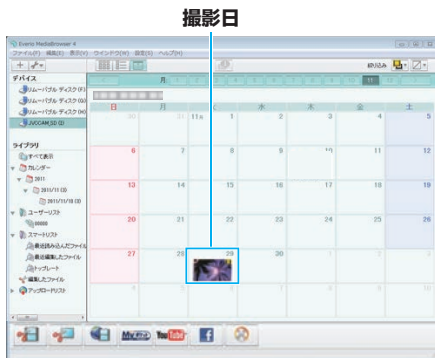 撮影日
Everio MediaBrowser 4
ファイル(F) 編集(E) 表示(V) ウインドウ(W) 設定(S) ヘルプ(H)
絞り込み
デバイス
月
リムーバブル ディスク (F)
リムーバブル ディスク (G)
リムーバブル ディスク (H)
JVCCAM_SD (I)
日 月 水 木 金 土
30 31 11月 1 2 3 4 5
ライブラリ
すべて表示
6 7 8 9 10 11 12
カレンダー
2011
2011/11 (3)
2011/11/18 (3)
13 14 15 16 17 18 19
ユーザーリスト
00000
20 21 22 23 24 25 26
スマートリスト
最近読み込んだファイル
最近編集したファイル
トップレート
編集したファイル
27 28 29 30
アップロードリスト
YouTube
f